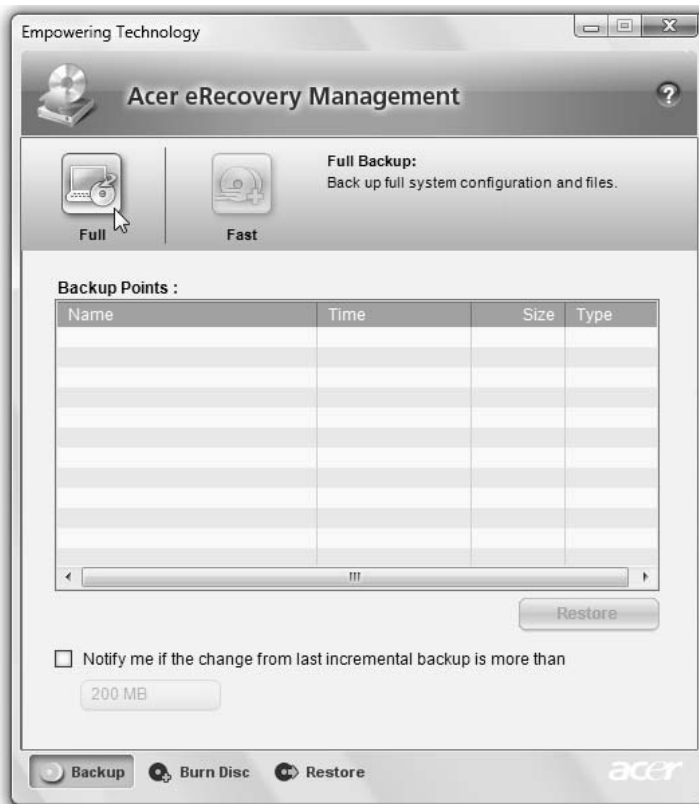 Empowering Technology
Acer eRecovery Management
?
Full
Fast
Full Backup:
Back up full system configuration and files.
Backup Points :
Name Time Size Type
Restore
Notify me if the change from last incremental backup is more than
200 MB
Backup Burn Disc Restore
acer